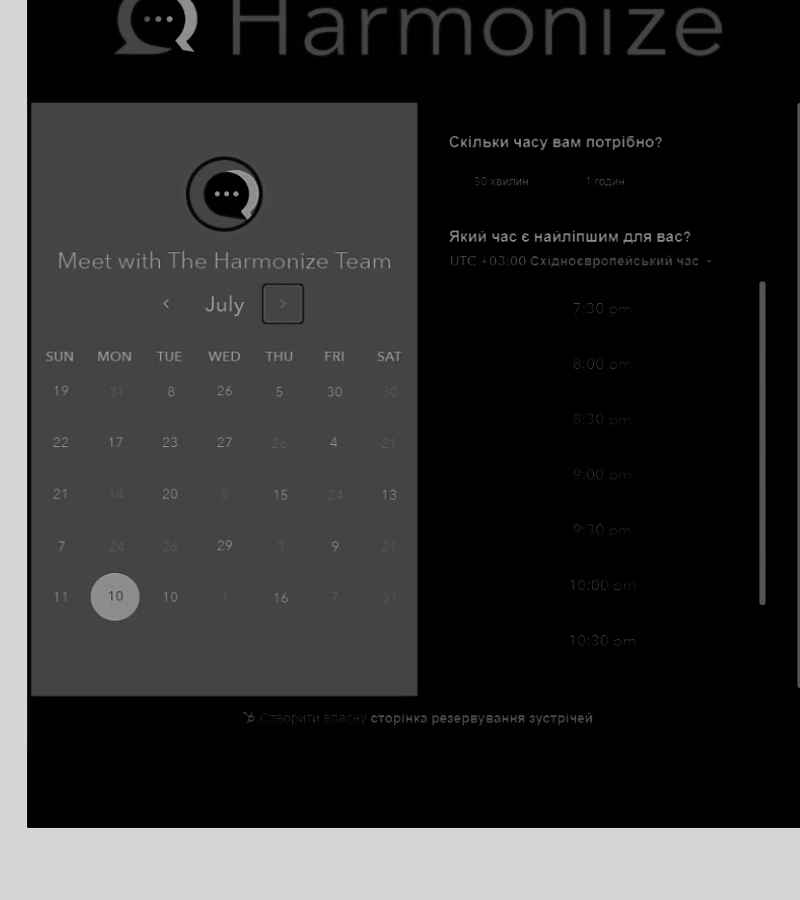 Harmonize
Meet with The Harmonize Team
July
SUN MON TUE WED THU FRI SAT
19 31 8 26 5 30 30
22 17 23 27 26 4 21
21 14 20 5 15 24 13
7 24 26 29 3 9 21
11 10 10 1 16 7 31
Скільки часу вам потрібно?
30 хвилин 1 годин
Який час є найліпшим для вас?
UTC +03:00 Східноєвропейський час
7:30 pm
8:00 pm
8:30 pm
9:00 pm
9:30 pm
10:00 pm
10:30 pm
Створити власну сторінка резервування зустрічей